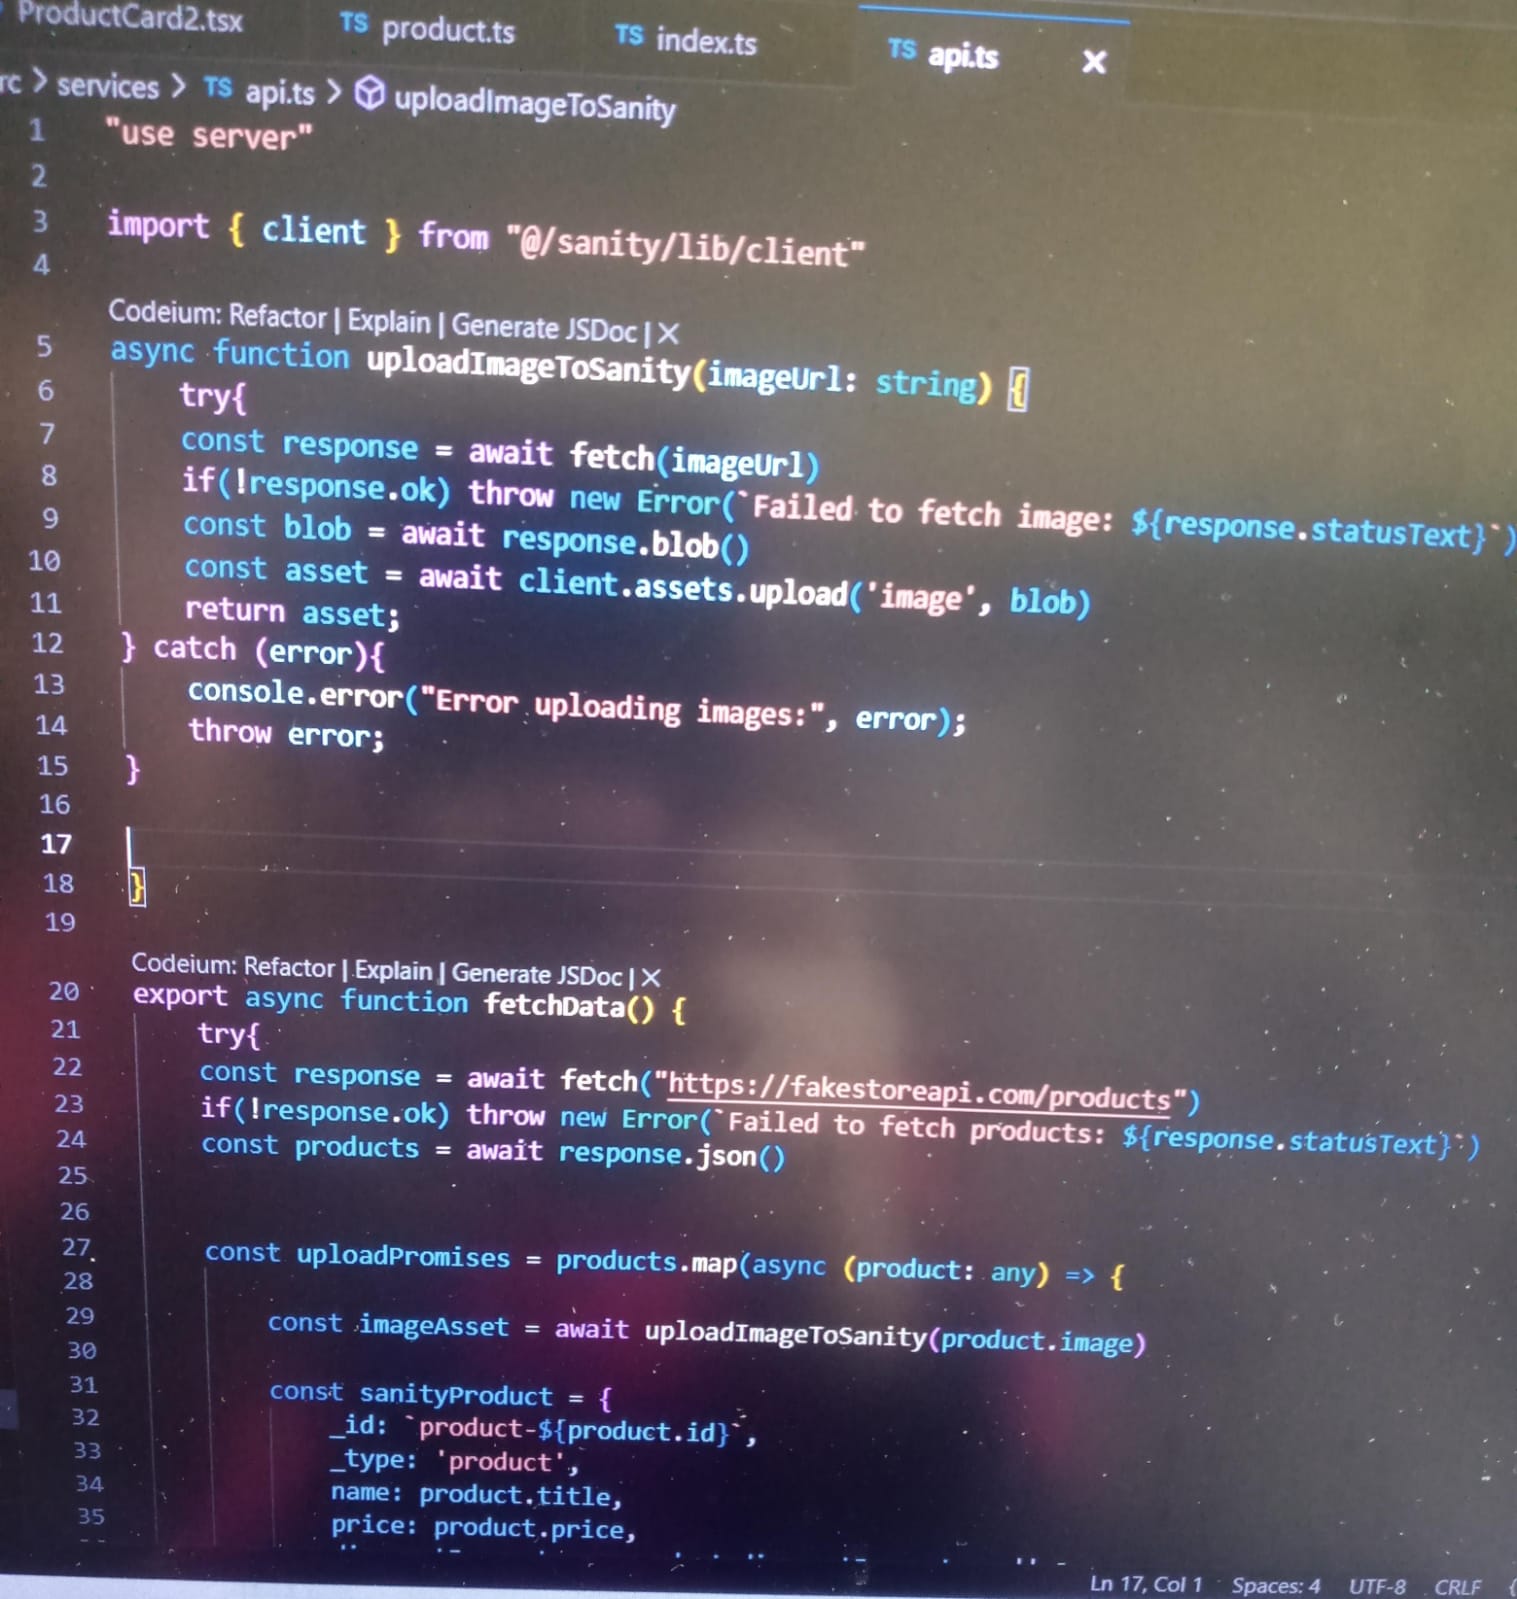 ProductCard2.tsx TS product.ts TS index.ts TS api.ts X
rc > services > TS api.ts > uploadImageToSanity
1 "use server"
2
3 import { client } from "@/sanity/lib/client"
4
Codeium: Refactor | Explain | Generate JSDoc | X
5 async function uploadImageToSanity(imageUrl: string) {
6 try{
7 const response = await fetch(imageUrl)
8 if(!response.ok) throw new Error(`Failed to fetch image: ${response.statusText}`)
9 const blob = await response.blob()
10 const asset = await client.assets.upload('image', blob)
11 return asset;
12 } catch (error){
13 console.error("Error uploading images:", error);
14 throw error;
15 }
16
17
18 }
19
Codeium: Refactor | Explain | Generate JSDoc | X
20 export async function fetchData() {
21 try{
22 const response = await fetch("https://fakestoreapi.com/products")
23 if(!response.ok) throw new Error(`Failed to fetch products: ${response.statusText}`)
24 const products = await response.json()
25
26
27 const uploadPromises = products.map(async (product: any) => {
28
29 const imageAsset = await uploadImageToSanity(product.image)
30
31 const sanityProduct = {
32 _id: `product-${product.id}`,
33 _type: 'product',
34 name: product.title,
35 price: product.price,
Ln 17, Col 1 Spaces: 4 UTF-8 CRLF {